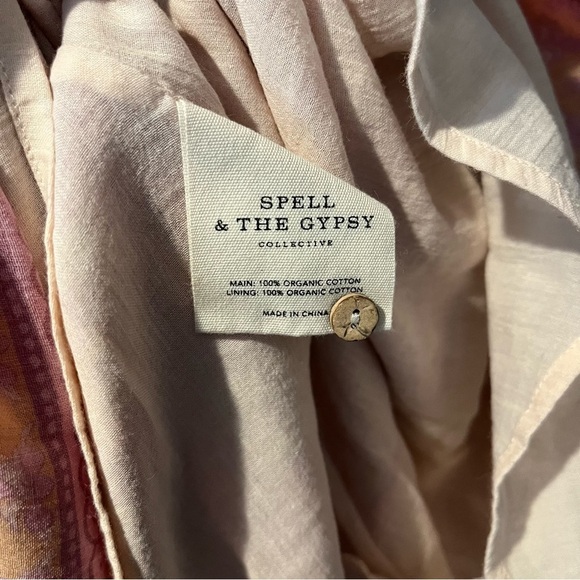 SPELL
& THE GYPSY
COLLECTIVE
MAIN: 100% ORGANIC COTTON
LINING: 100% ORGANIC COTTON
MADE IN CHINA